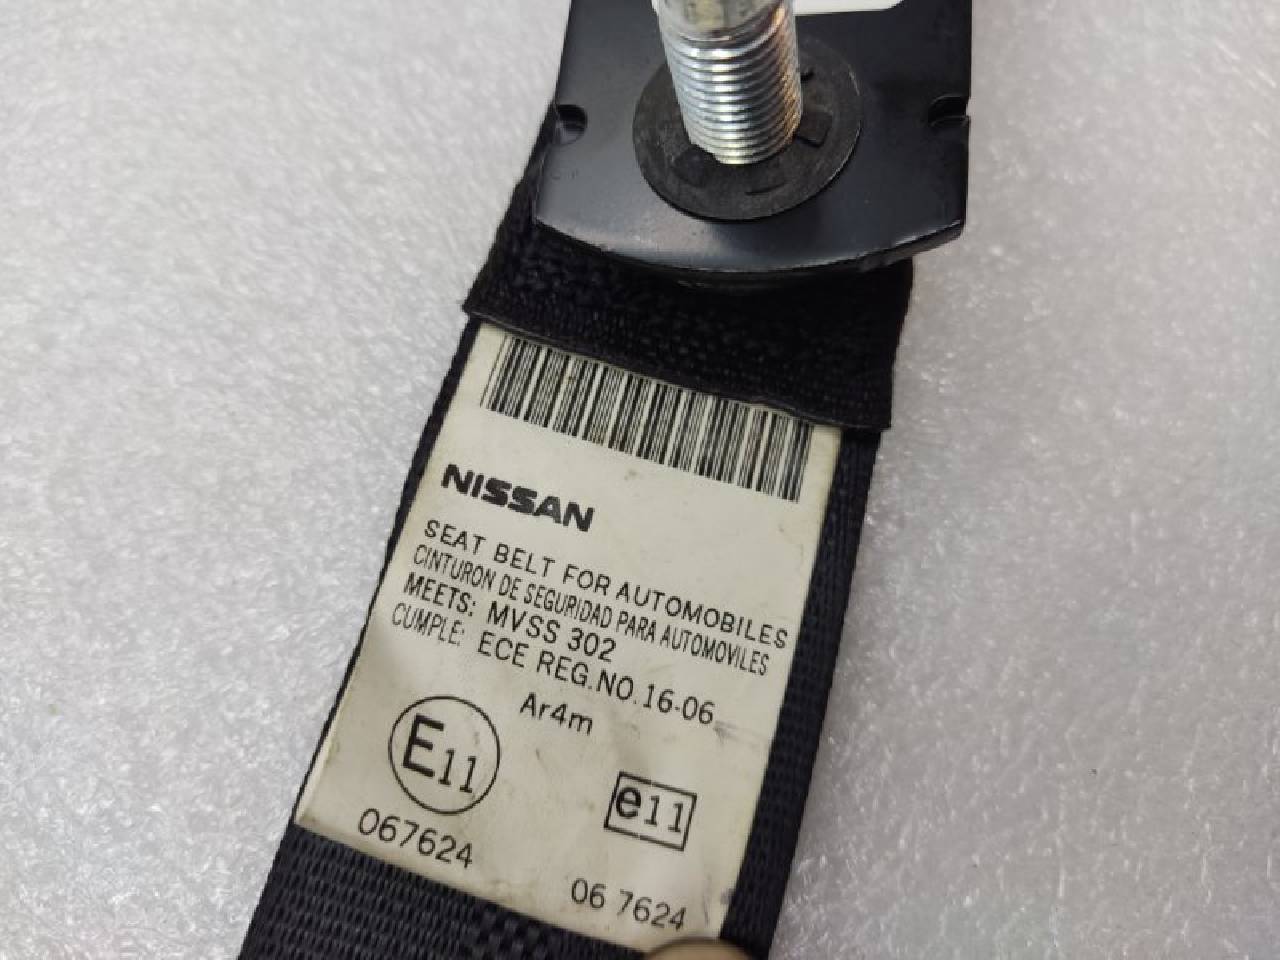 NISSAN
SEAT BELT FOR AUTOMOBILES
CINTURON DE SEGURIDAD PARA AUTOMOVILES
MEETS: MVSS 302
CUMPLE: ECE REG.NO.16-06
Ar4m
E11
e11
067624
06 7624